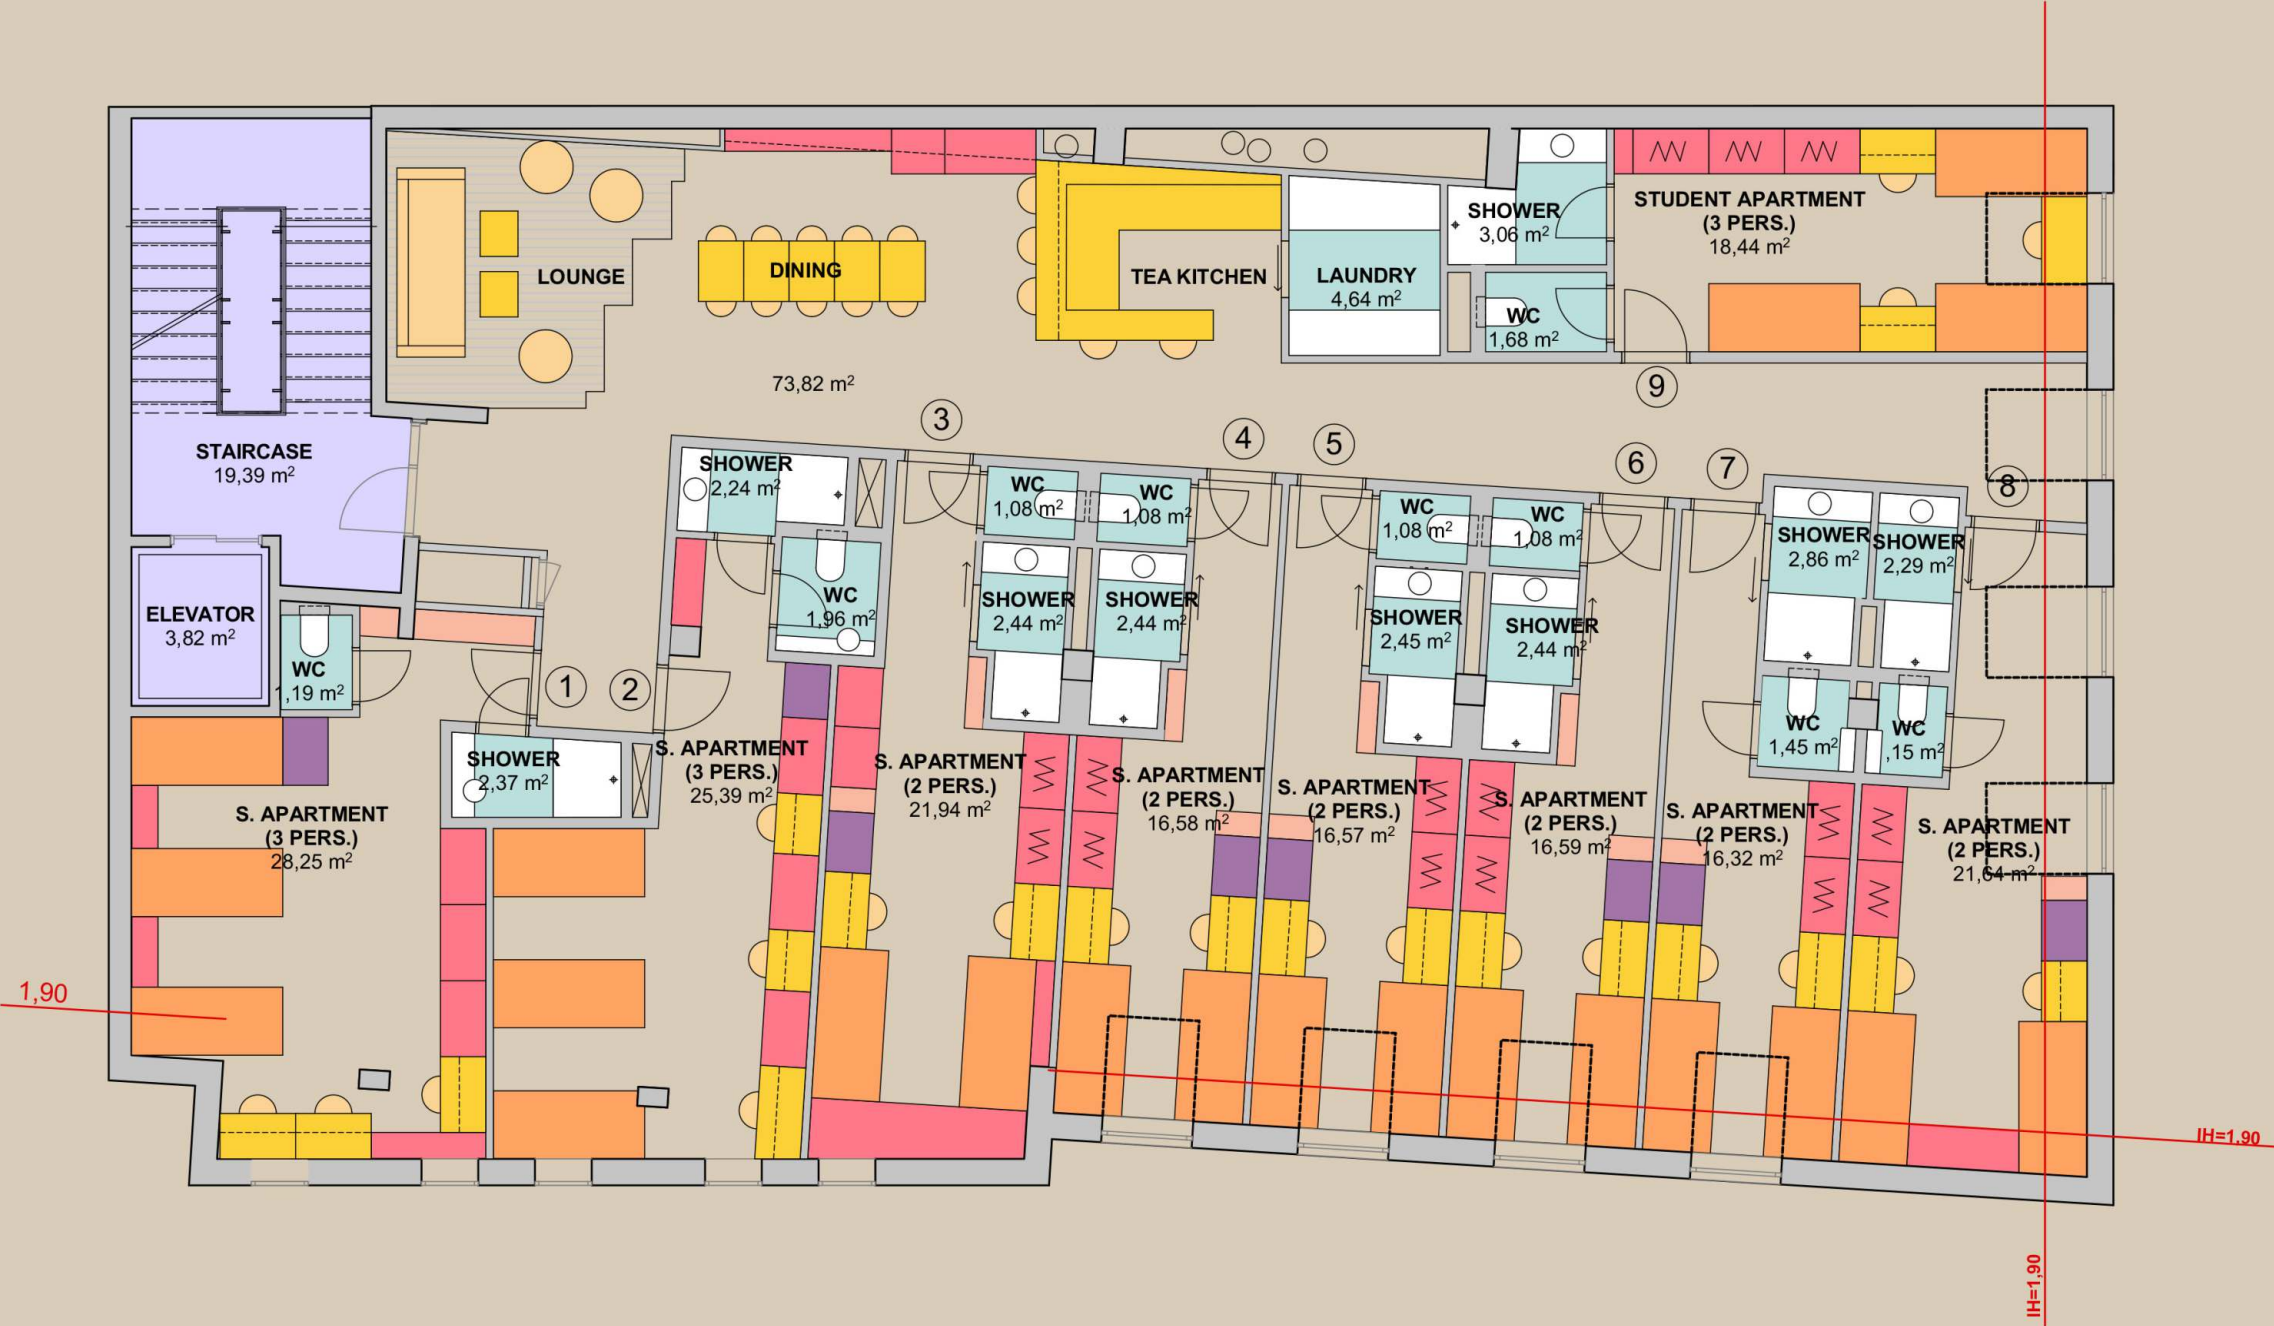 STUDENT APARTMENT
(3 PERS.)
18,44 m²
SHOWER
3,06 m²
LOUNGE
DINING
TEA KITCHEN
LAUNDRY
4,64 m²
WC
1,68 m²
73,82 m²
9
3
4
5
6
7
8
STAIRCASE
19,39 m²
SHOWER
2,24 m²
WC
1,08 m²
WC
1,08 m²
WC
1,08 m²
WC
1,08 m²
SHOWER
2,86 m²
SHOWER
2,29 m²
ELEVATOR
3,82 m²
WC
1,96 m²
SHOWER
2,44 m²
SHOWER
2,44 m²
SHOWER
2,45 m²
SHOWER
2,44 m²
WC
1,19 m²
1
2
WC
1,45 m²
WC
,15 m²
SHOWER
2,37 m²
S. APARTMENT
(3 PERS.)
25,39 m²
S. APARTMENT
(2 PERS.)
21,94 m²
S. APARTMENT
(2 PERS.)
16,58 m²
S. APARTMENT
(2 PERS.)
16,57 m²
S. APARTMENT
(2 PERS.)
16,59 m²
S. APARTMENT
(2 PERS.)
16,32 m²
S. APARTMENT
(2 PERS.)
21,64 m²
S. APARTMENT
(3 PERS.)
28,25 m²
1,90
IH=1,90
IH=1,90